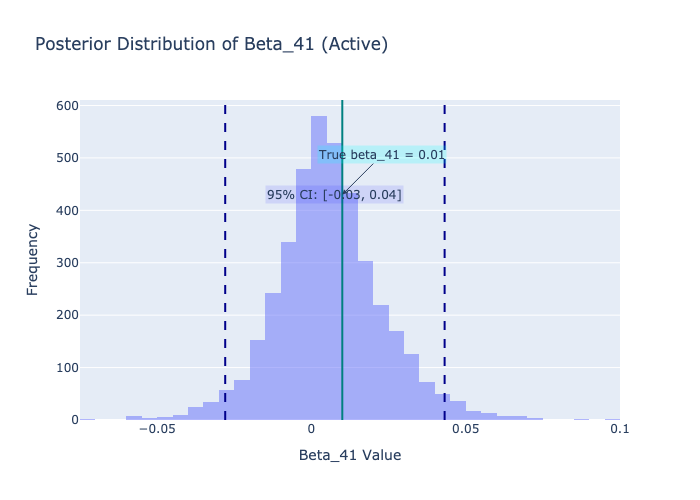 Posterior Distribution of Beta_41 (Active)
600
500
400
300
200
100
0
Frequency
True beta_41 = 0.01
95% CI: [-0.03, 0.04]
−0.05
0
0.05
0.1
Beta_41 Value